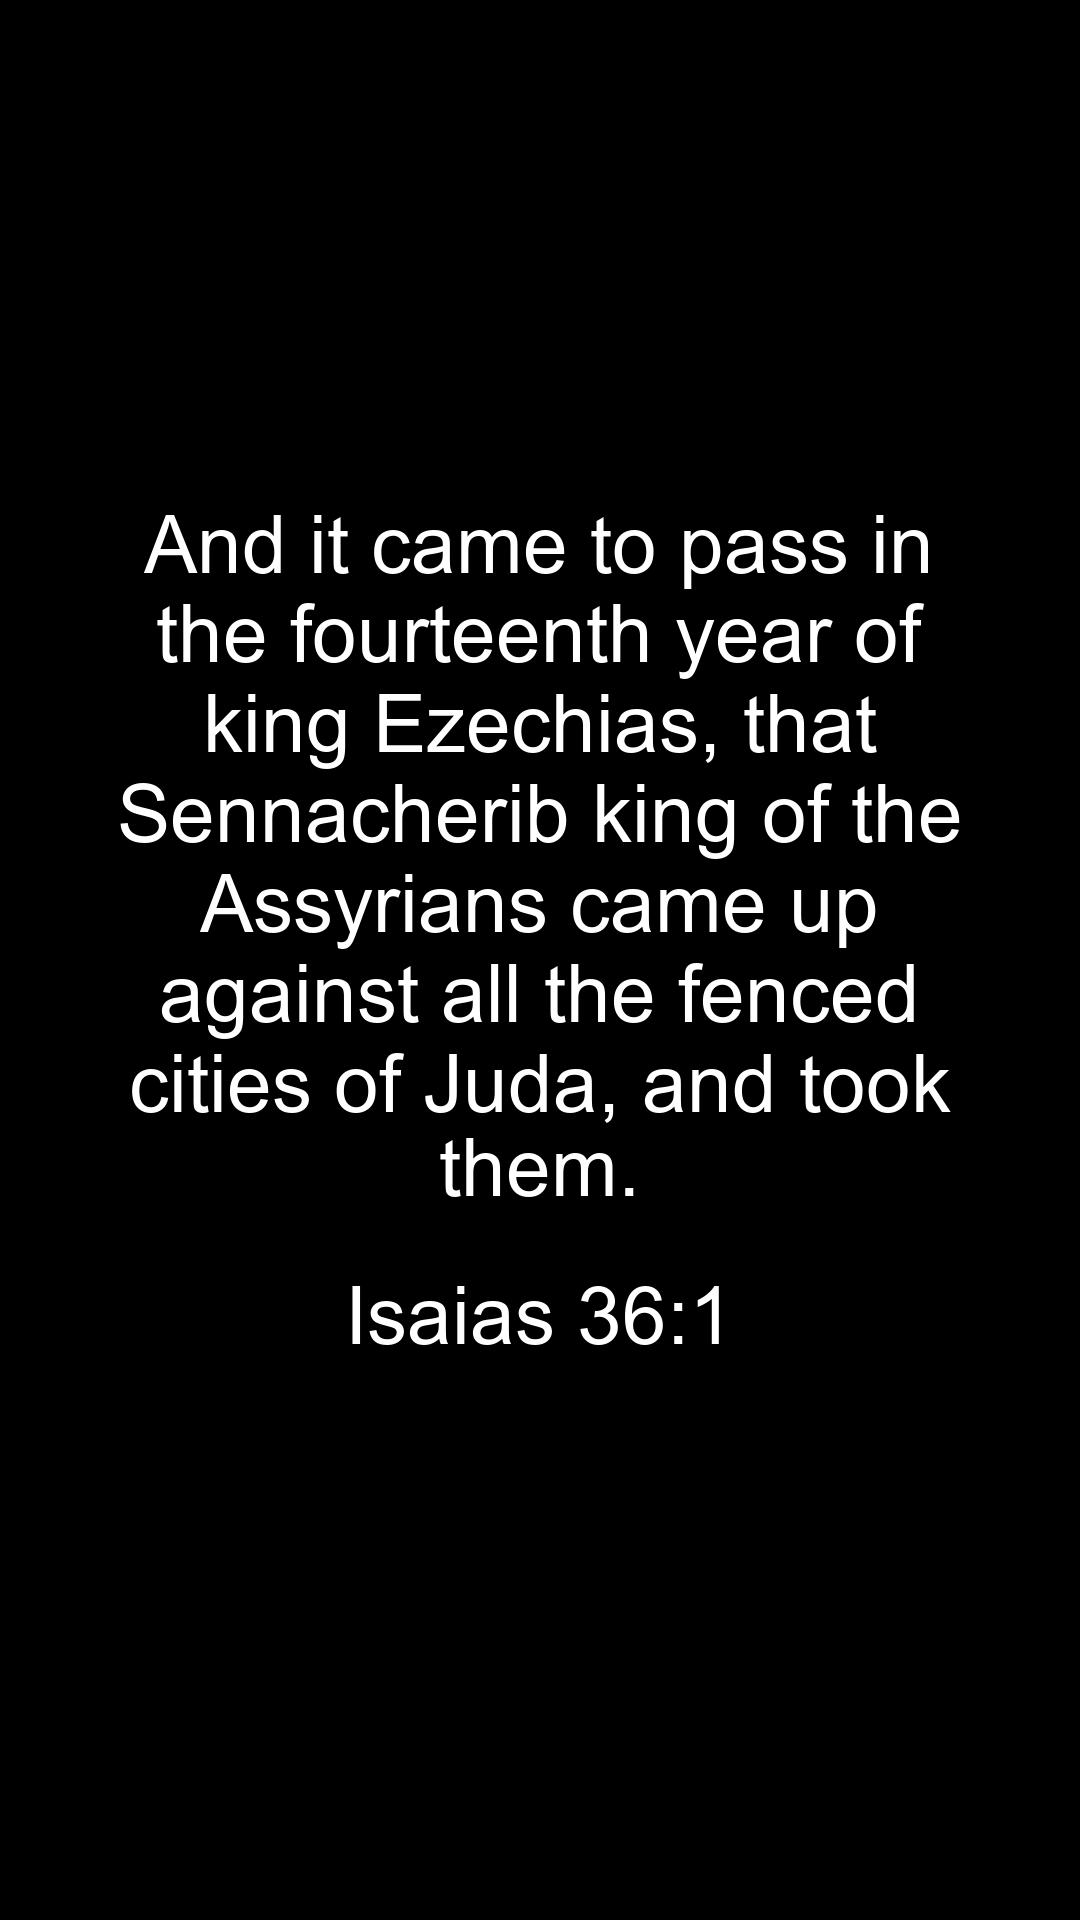 And it came to pass in
the fourteenth year of
king Ezechias, that
Sennacherib king of the
Assyrians came up
against all the fenced
cities of Juda, and took
them.
Isaias 36:1